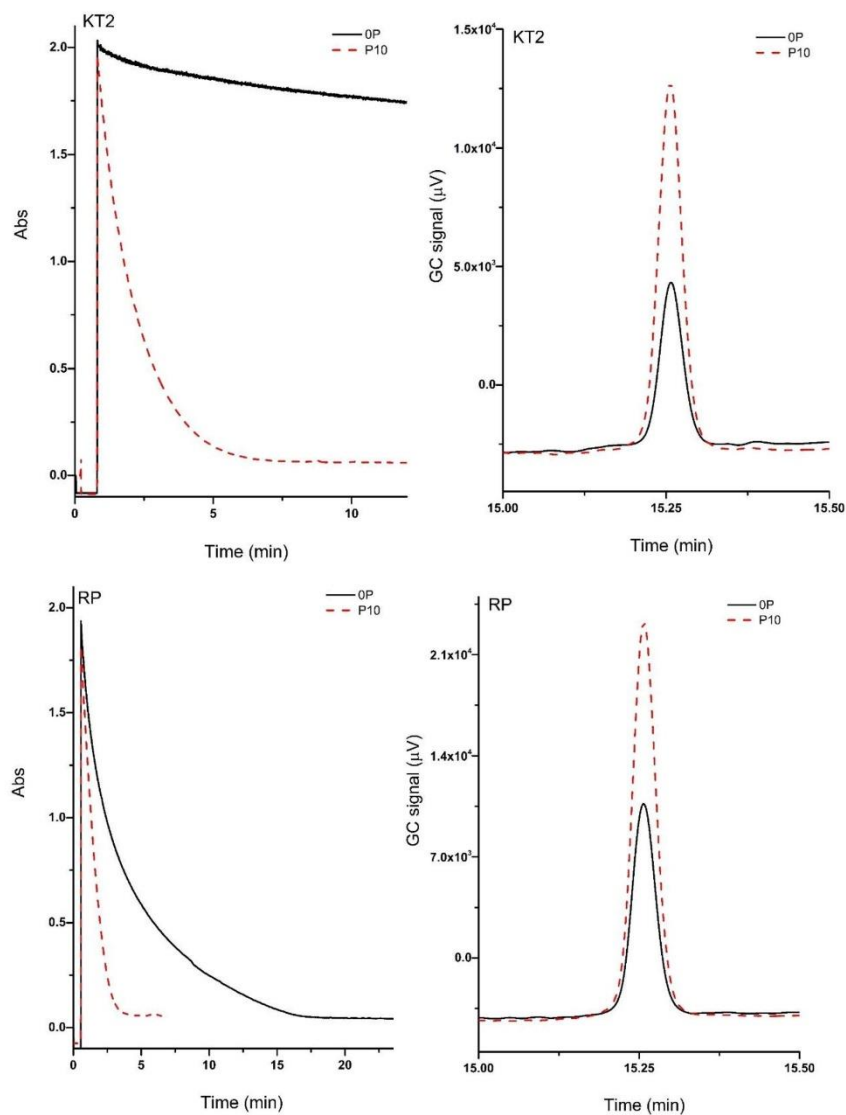 KT2
0P
P10
2.0
1.5
1.0
0.5
0.0
Abs
0
5
10
Time (min)
KT2
0P
P10
1.5x10⁴
1.0x10⁴
5.0x10³
0.0
GC signal (µV)
15.00
15.25
15.50
Time (min)
RP
0P
P10
2.0
1.5
1.0
0.5
0.0
Abs
0
5
10
15
20
Time (min)
RP
0P
P10
2.1x10⁴
1.4x10⁴
7.0x10³
0.0
GC signal (µV)
15.00
15.25
15.50
Time (min)